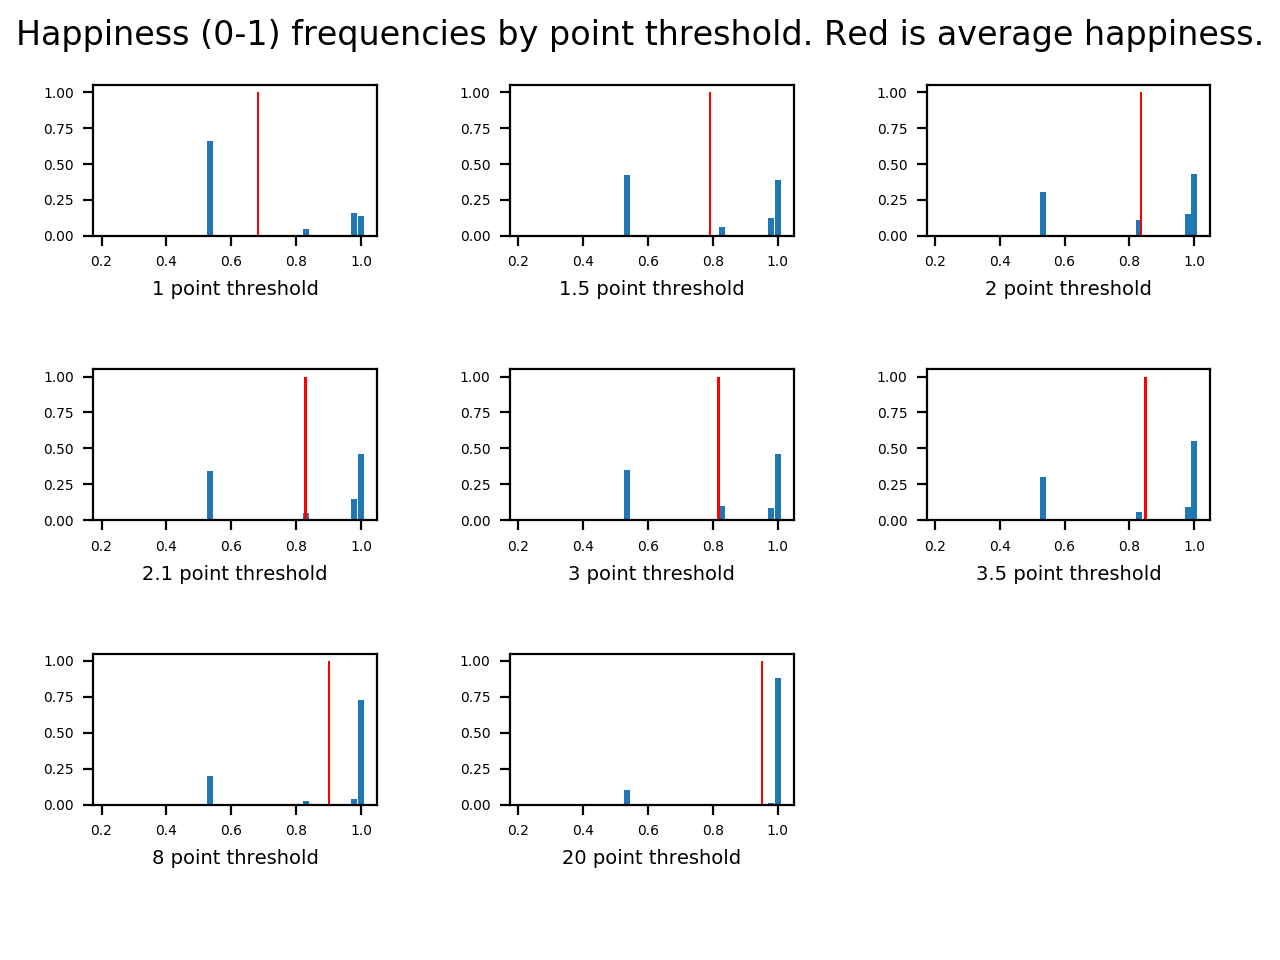 Happiness (0-1) frequencies by point threshold. Red is average happiness.
1.00 1.00 1.00
0.75 0.75 0.75
0.50 0.50 0.50
0.25 0.25 0.25
0.00 0.00 0.00
0.2 0.4 0.6 0.8 1.0 0.2 0.4 0.6 0.8 1.0 0.2 0.4 0.6 0.8 1.0
1 point threshold 1.5 point threshold 2 point threshold
1.00 1.00 1.00
0.75 0.75 0.75
0.50 0.50 0.50
0.25 0.25 0.25
0.00 0.00 0.00
0.2 0.4 0.6 0.8 1.0 0.2 0.4 0.6 0.8 1.0 0.2 0.4 0.6 0.8 1.0
2.1 point threshold 3 point threshold 3.5 point threshold
1.00 1.00
0.75 0.75
0.50 0.50
0.25 0.25
0.00 0.00
0.2 0.4 0.6 0.8 1.0 0.2 0.4 0.6 0.8 1.0
8 point threshold 20 point threshold